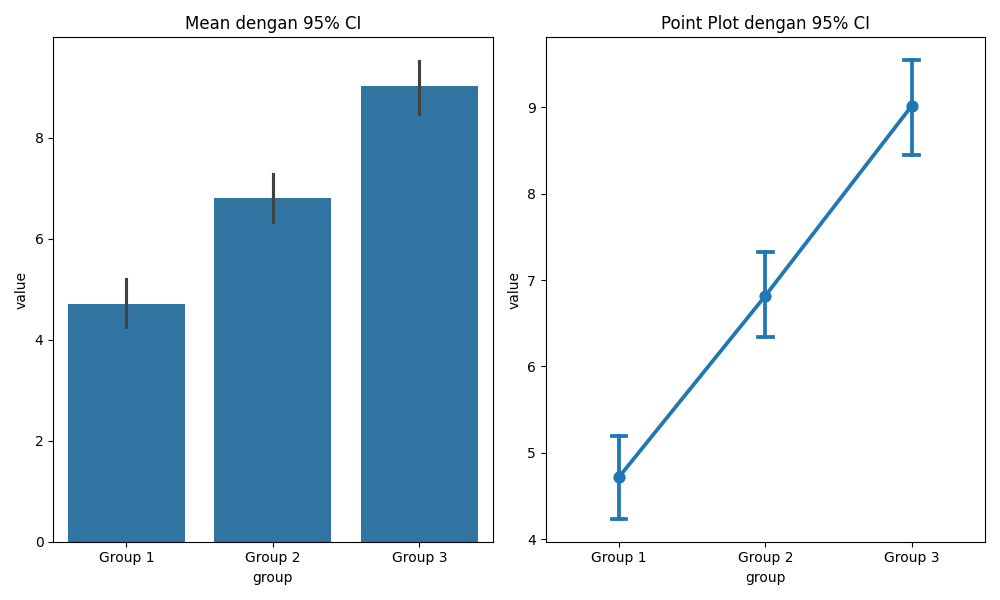 Mean dengan 95% CI
value
8
6
4
2
0
Group 1 Group 2 Group 3
group
Point Plot dengan 95% CI
value
9
8
7
6
5
4
Group 1 Group 2 Group 3
group